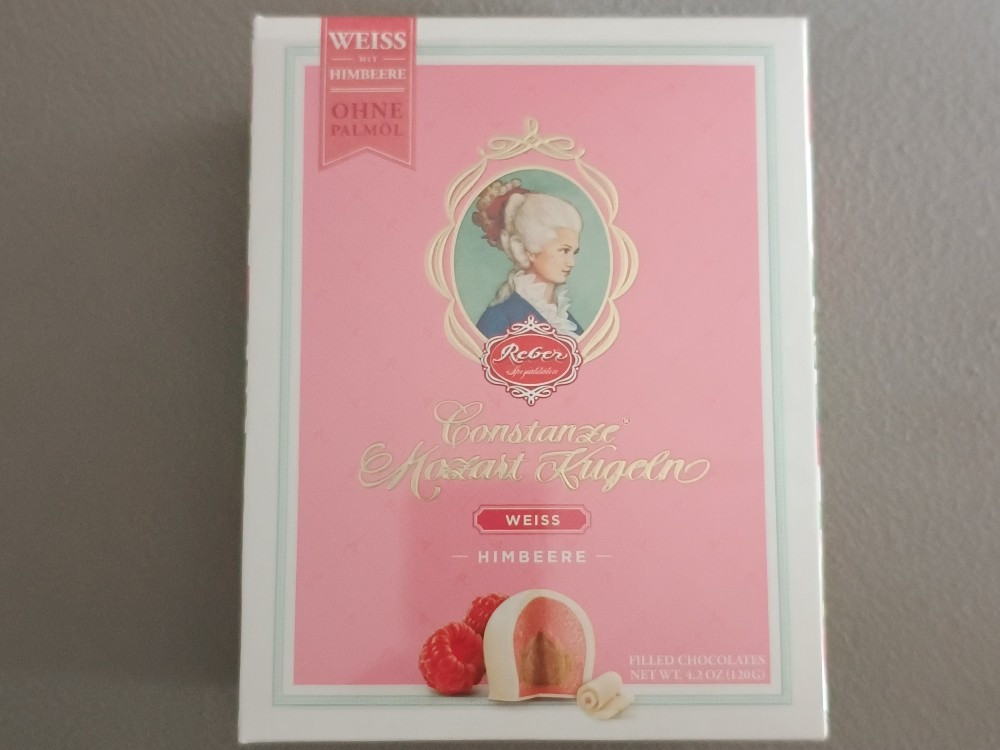 WEISS
MIT
HIMBEERE
OHNE
PALMÖL
Reber
Spezialitäten
Constanze®
Mozart Kugeln
WEISS
HIMBEERE
FILLED CHOCOLATES
NET WT. 4.2 OZ (120G)